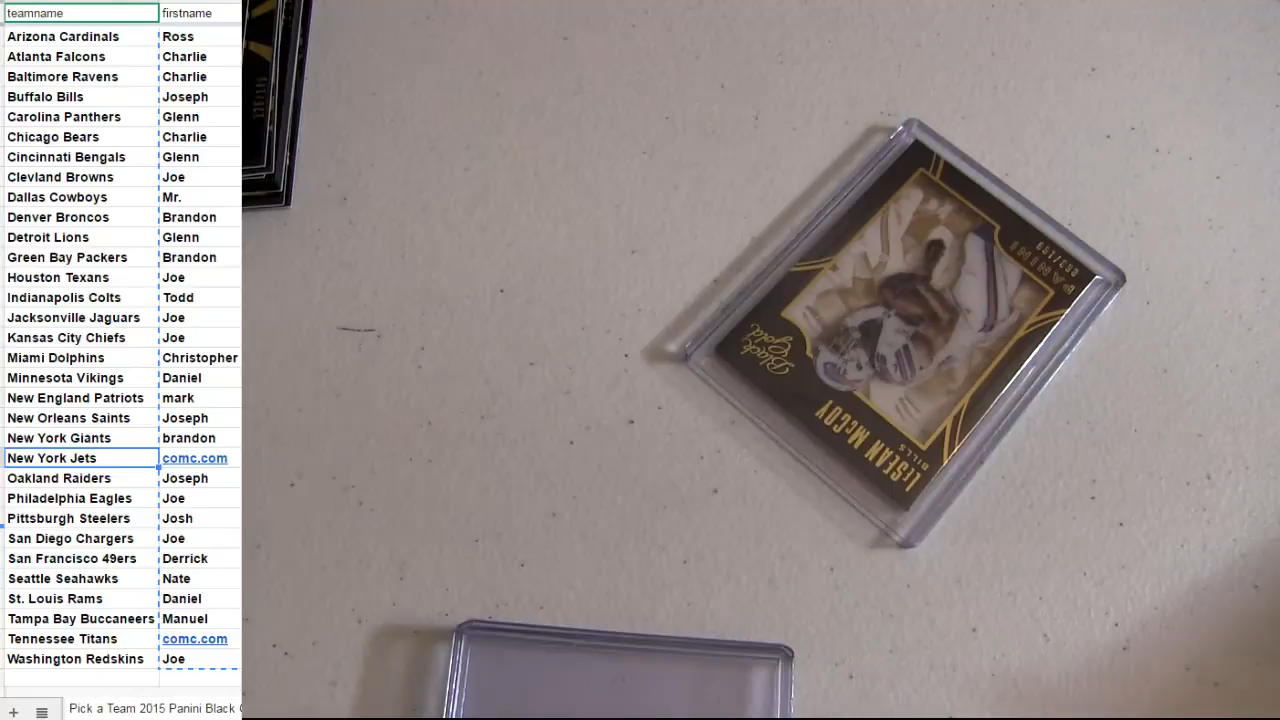 teamname firstname
Arizona Cardinals Ross
Atlanta Falcons Charlie
Baltimore Ravens Charlie
Buffalo Bills Joseph
Carolina Panthers Glenn
Chicago Bears Charlie
Cincinnati Bengals Glenn
Clevland Browns Joe
Dallas Cowboys Mr.
Denver Broncos Brandon
Detroit Lions Glenn
Green Bay Packers Brandon
Houston Texans Joe
Indianapolis Colts Todd
Jacksonville Jaguars Joe
Kansas City Chiefs Joe
Miami Dolphins Christopher
Minnesota Vikings Daniel
New England Patriots mark
New Orleans Saints Joseph
New York Giants brandon
New York Jets comc.com
Oakland Raiders Joseph
Philadelphia Eagles Joe
Pittsburgh Steelers Josh
San Diego Chargers Joe
San Francisco 49ers Derrick
Seattle Seahawks Nate
St. Louis Rams Daniel
Tampa Bay Buccaneers Manuel
Tennessee Titans comc.com
Washington Redskins Joe
Pick a Team 2015 Panini Black
PANINI
Black
Gold
LeSEAN McCOY
BILLS